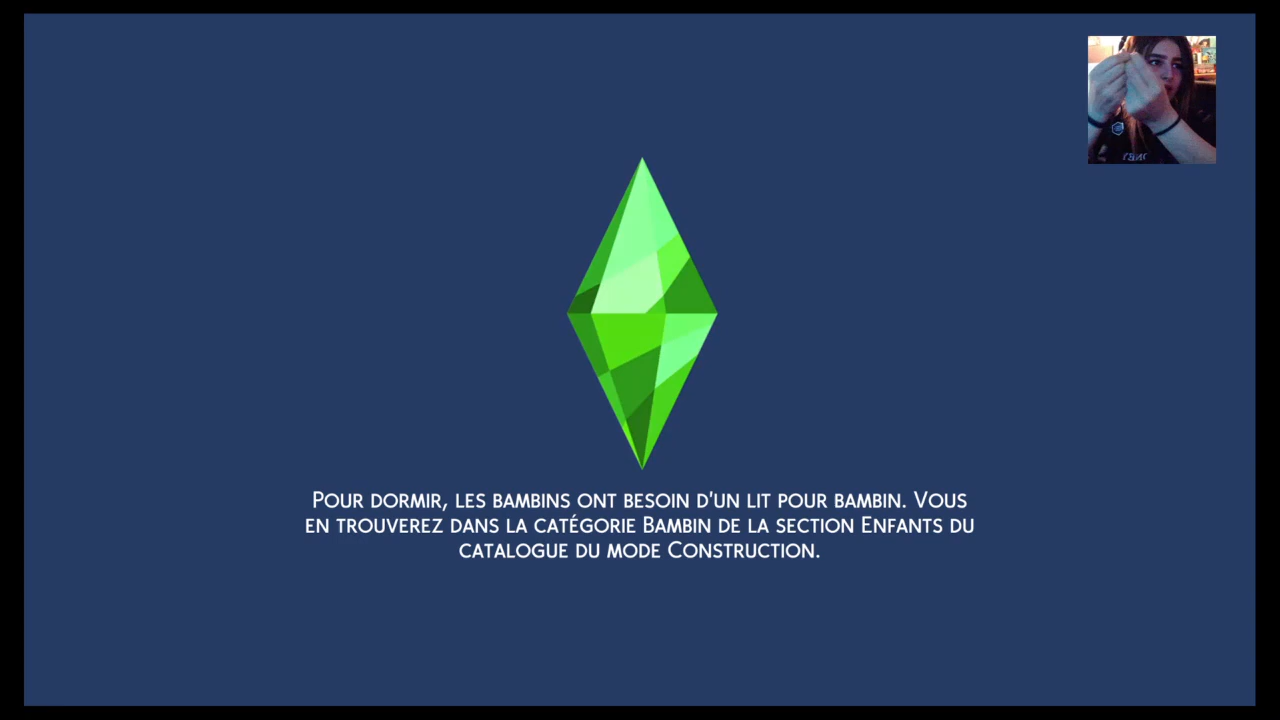 Pour dormir, les bambins ont besoin d'un lit pour bambin. Vous
en trouverez dans la catégorie Bambin de la section Enfants du
catalogue du mode Construction.